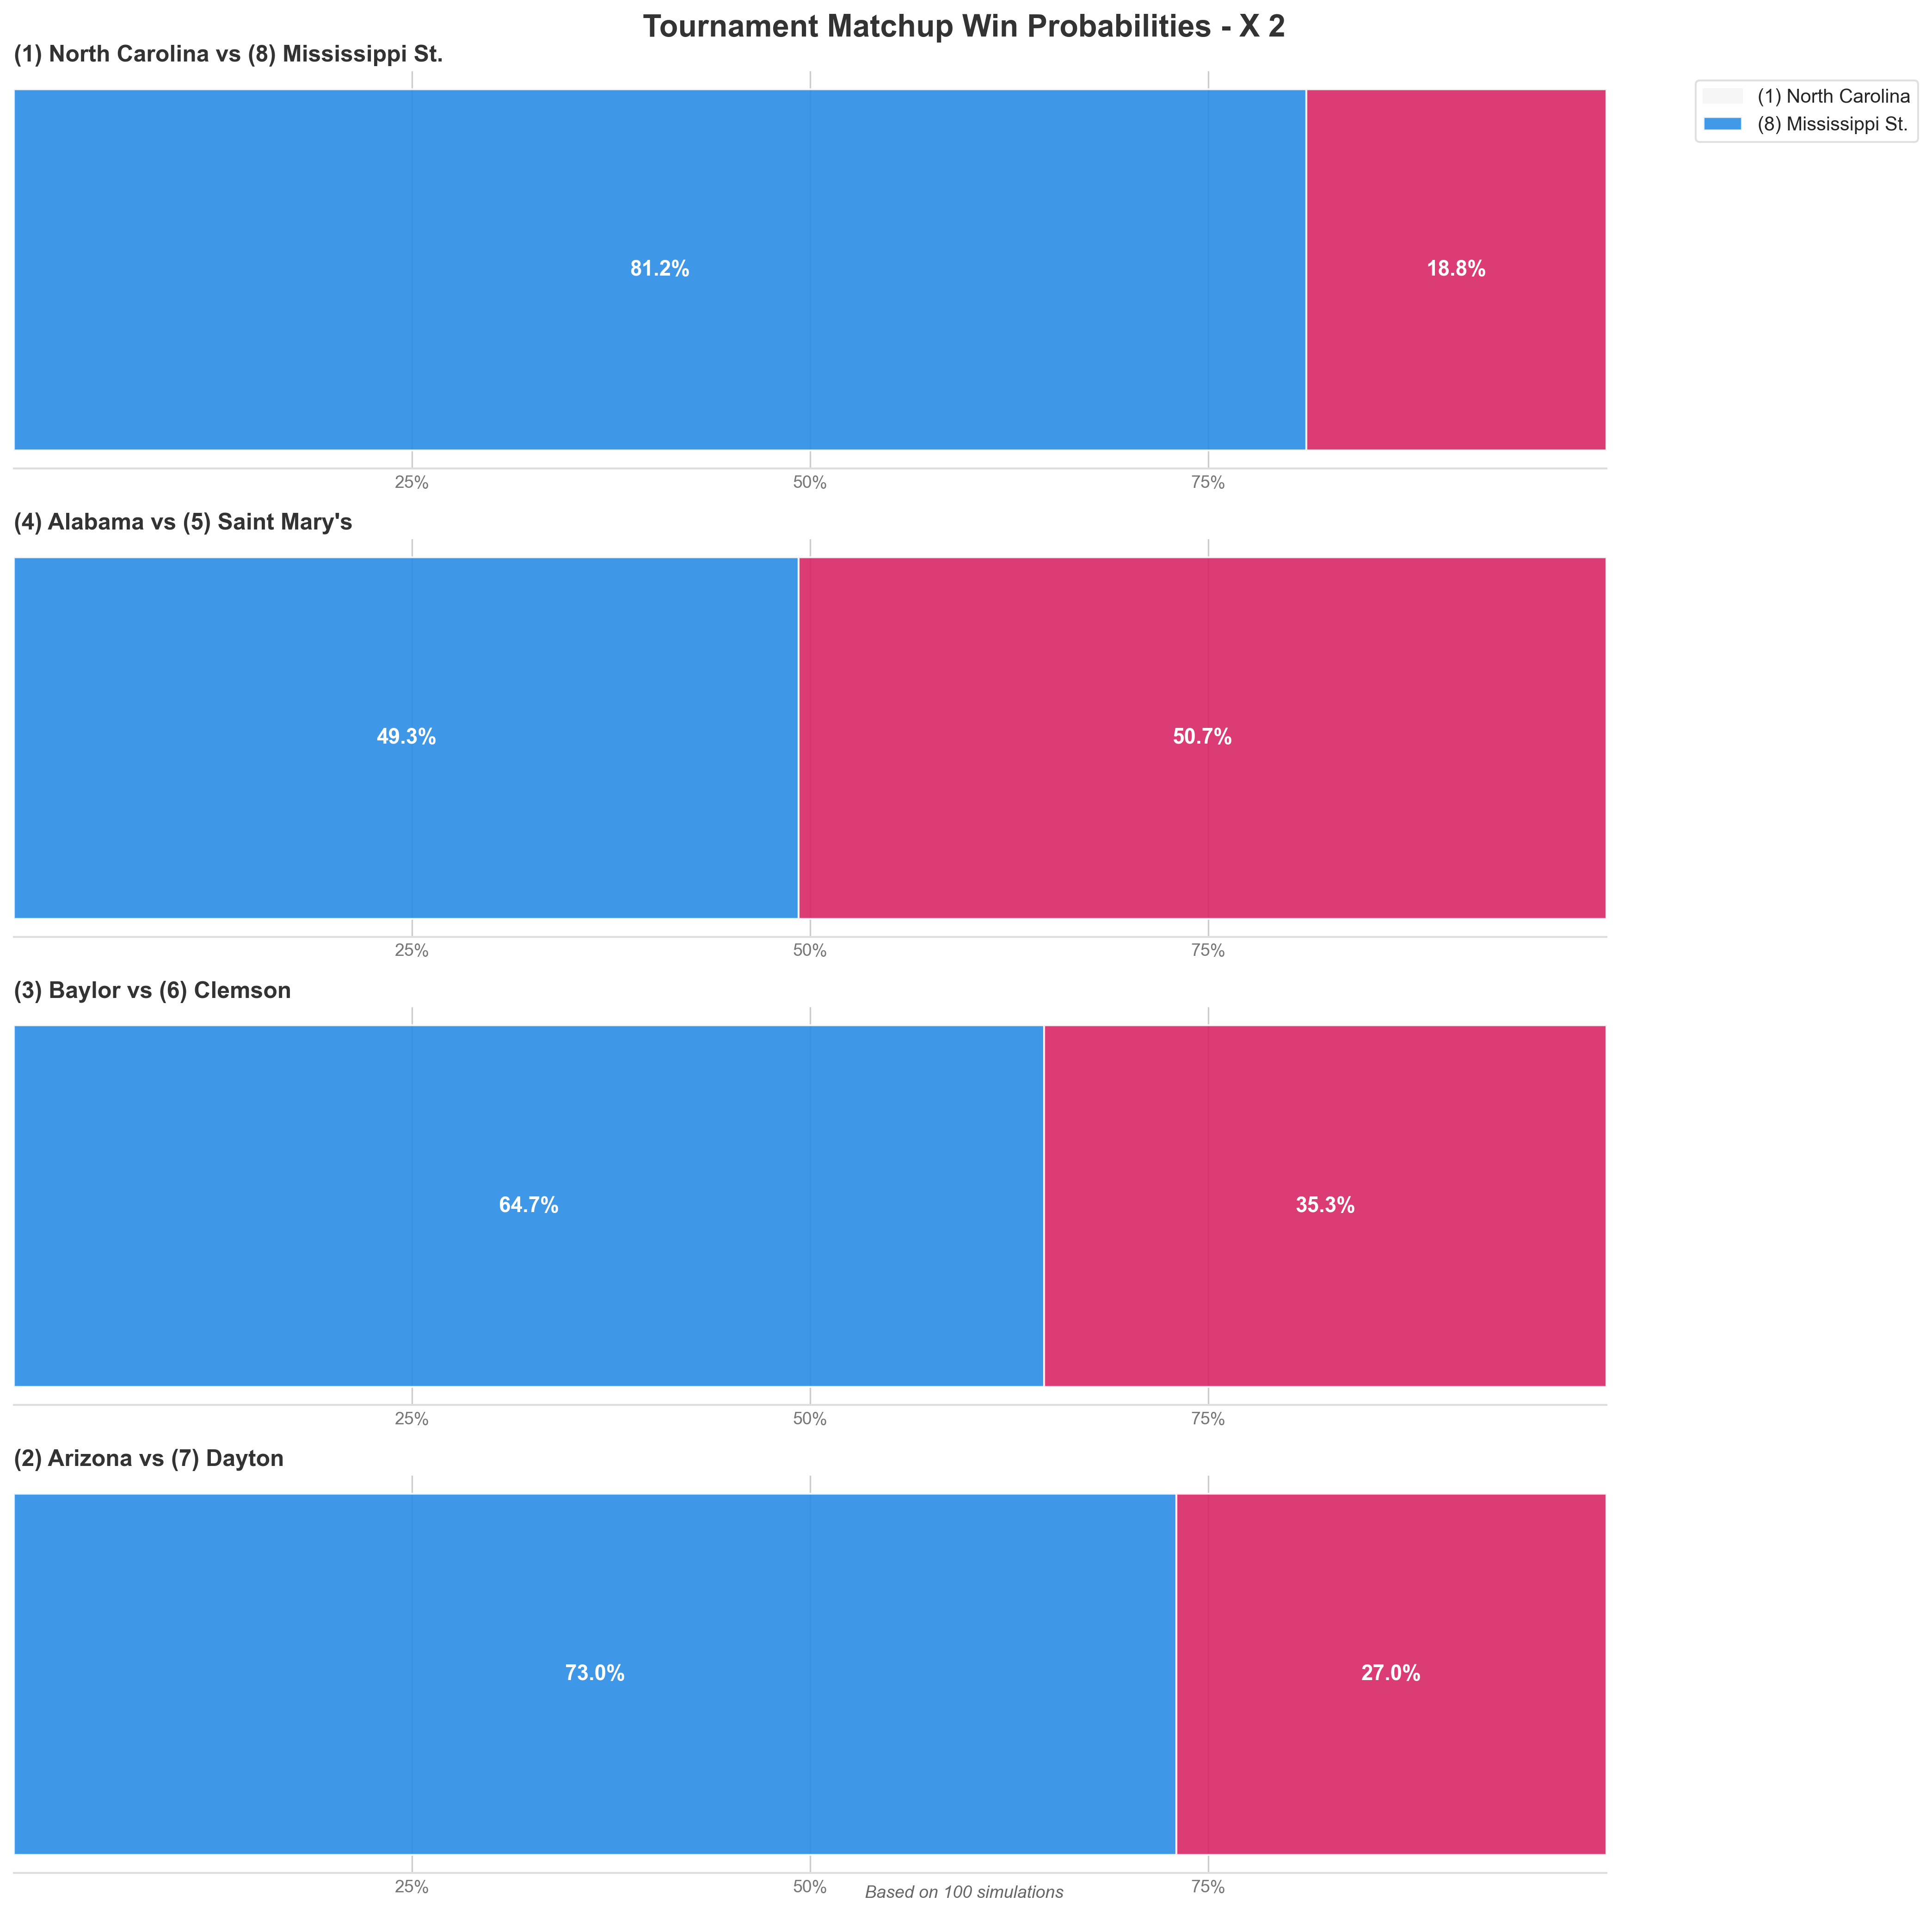 Tournament Matchup Win Probabilities - X 2
(1) North Carolina vs (8) Mississippi St.
(1) North Carolina
(8) Mississippi St.
81.2% 18.8%
25% 50% 75%
(4) Alabama vs (5) Saint Mary's
49.3% 50.7%
25% 50% 75%
(3) Baylor vs (6) Clemson
64.7% 35.3%
25% 50% 75%
(2) Arizona vs (7) Dayton
73.0% 27.0%
25% 50% 75%
Based on 100 simulations